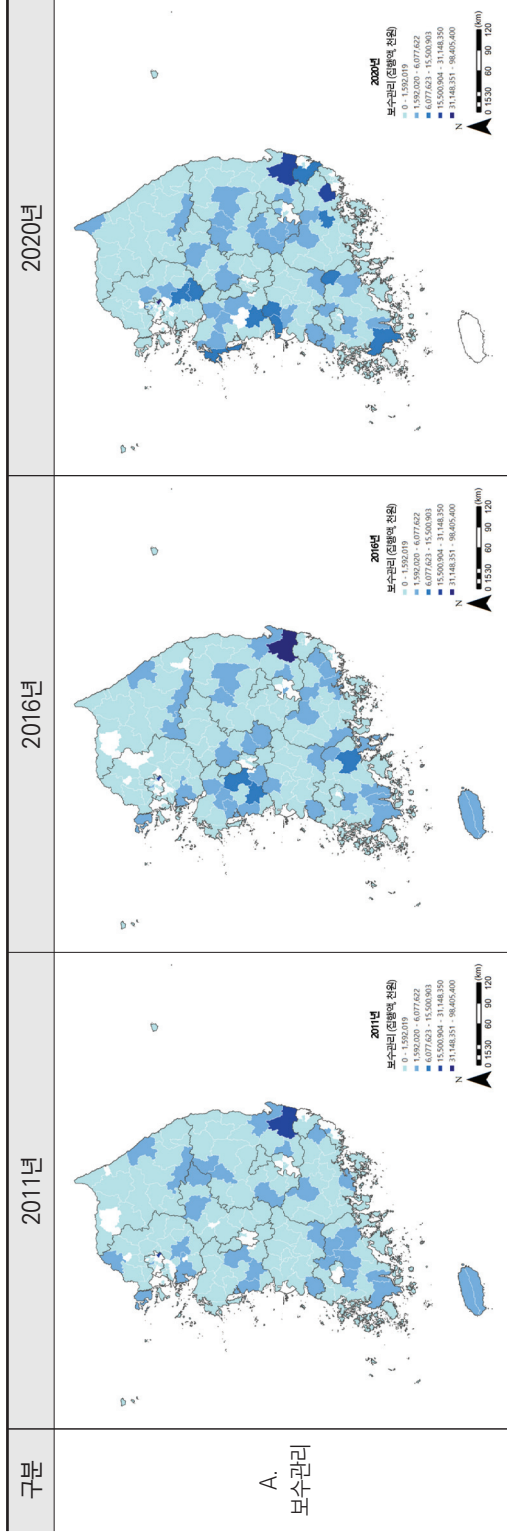 구분
2011년
2016년
2020년
A.
보수관리
2011년
보수관리 (집행액, 천원)
0 - 1,592,019
1,592,020 - 6,077,622
6,077,623 - 15,500,903
15,500,904 - 31,148,350
31,148,351 - 98,405,400
N
0 15 30 60 90 120
(km)
2016년
보수관리 (집행액, 천원)
0 - 1,592,019
1,592,020 - 6,077,622
6,077,623 - 15,500,903
15,500,904 - 31,148,350
31,148,351 - 98,405,400
N
0 15 30 60 90 120
(km)
2020년
보수관리 (집행액, 천원)
0 - 1,592,019
1,592,020 - 6,077,622
6,077,623 - 15,500,903
15,500,904 - 31,148,350
31,148,351 - 98,405,400
N
0 15 30 60 90 120
(km)